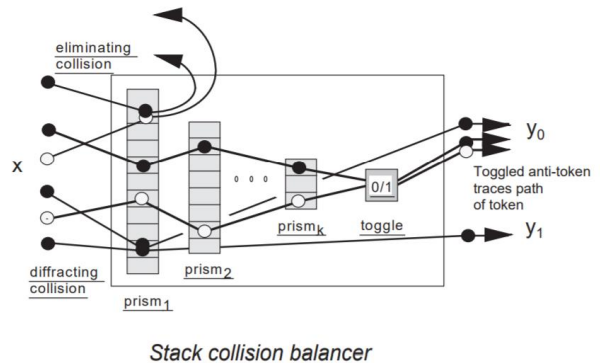 eliminating
collision
x
y0
Toggled anti-token
traces path
of token
0/1
toggle
prismk
prism2
y1
diffracting
collision
prism1
Stack collision balancer